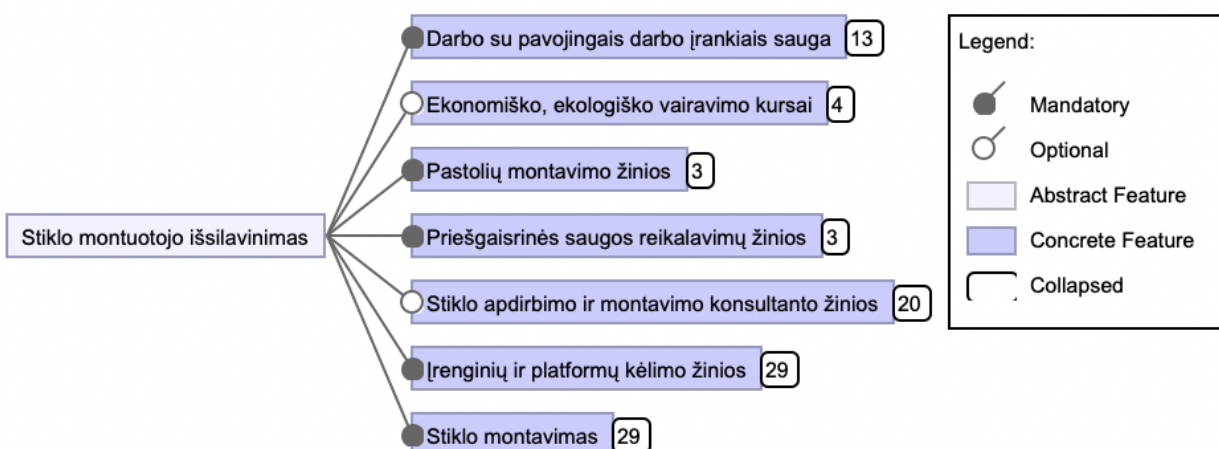 Darbo su pavojingais darbo įrankiais sauga 13
Ekonomiško, ekologiško vairavimo kursai 4
Pastolių montavimo žinios 3
Stiklo montuotojo išsilavinimas
Priešgaisrinės saugos reikalavimų žinios 3
Stiklo apdirbimo ir montavimo konsultanto žinios 20
Įrenginių ir platformų kėlimo žinios 29
Stiklo montavimas 29
Legend:
Mandatory
Optional
Abstract Feature
Concrete Feature
Collapsed